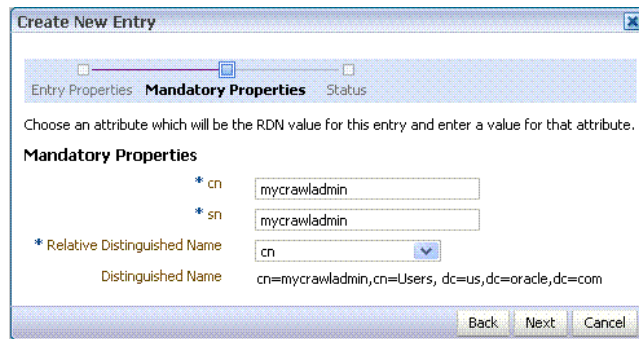 Create New Entry
Entry Properties Mandatory Properties Status
Choose an attribute which will be the RDN value for this entry and enter a value for that attribute.
Mandatory Properties
* cn mycrawladmin
* sn mycrawladmin
* Relative Distinguished Name cn
Distinguished Name cn=mycrawladmin,cn=Users, dc=us,dc=oracle,dc=com
Back Next Cancel